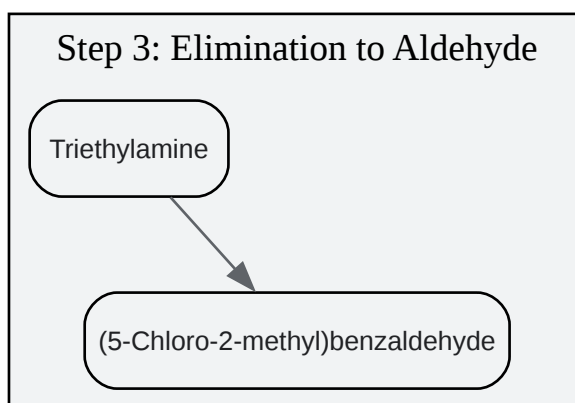 Step 3: Elimination to Aldehyde
Triethylamine
(5-Chloro-2-methyl)benzaldehyde